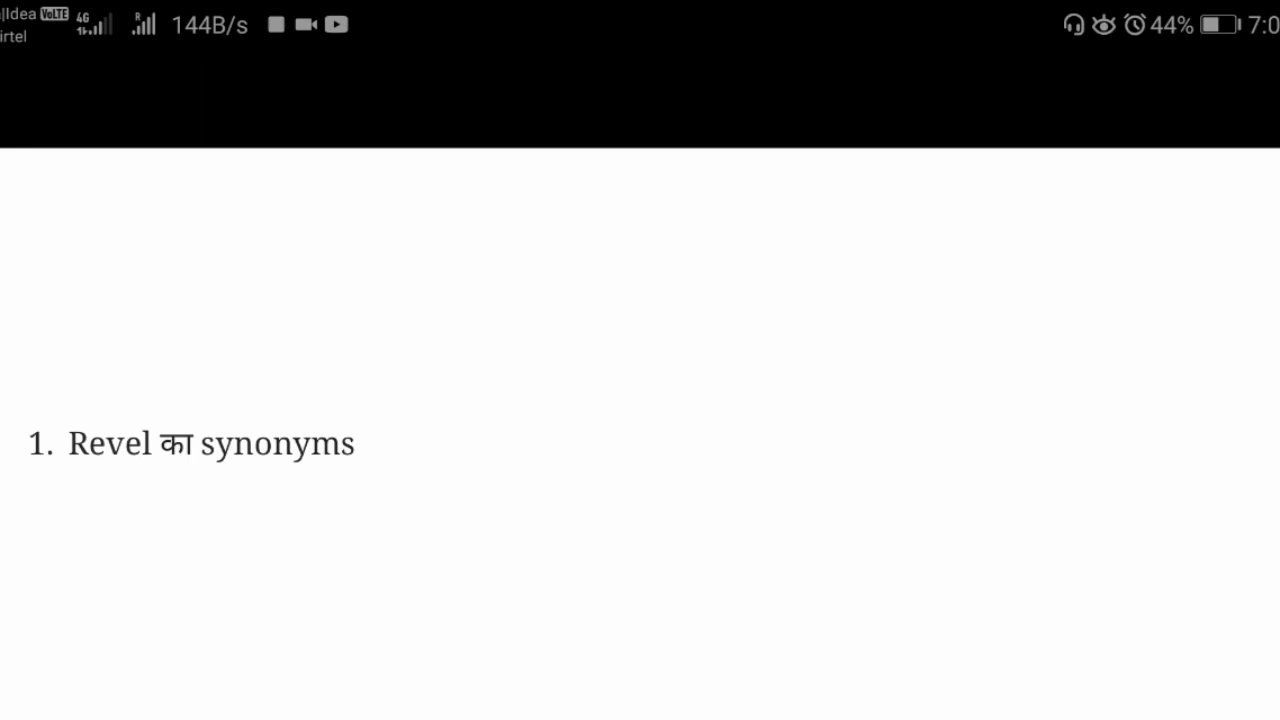 Idea VoLTE 4G R 144B/s 44% 7:0
irtel
1. Revel का synonyms